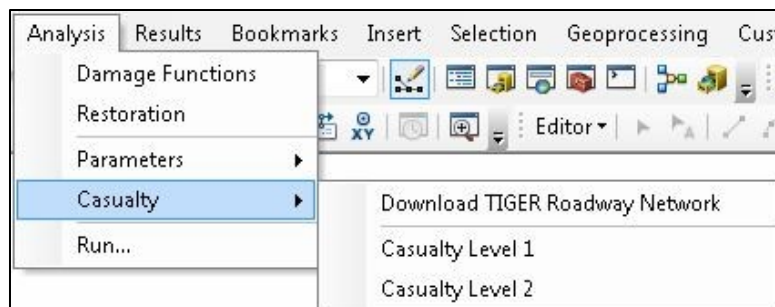 Analysis Results Bookmarks Insert Selection Geoprocessing
Damage Functions
Restoration
XY Editor
Parameters
Casualty Download TIGER Roadway Network
Run... Casualty Level 1
Casualty Level 2